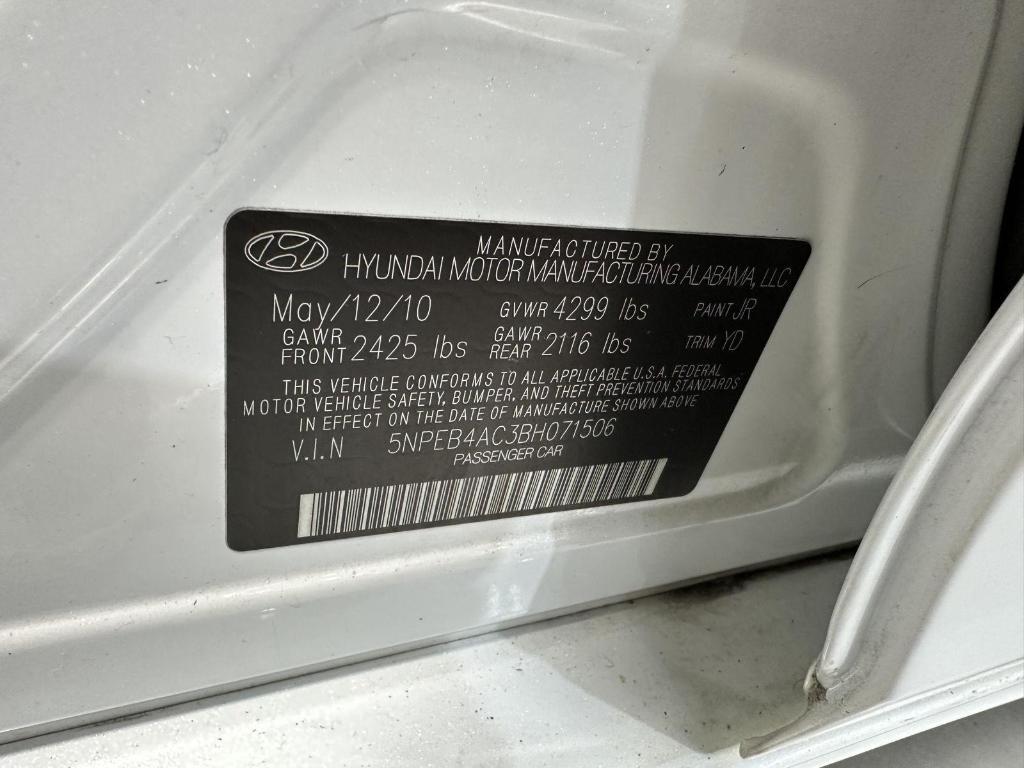 MANUFACTURED BY
HYUNDAI MOTOR MANUFACTURING ALABAMA, LLC
May/12/10 GVWR 4299 lbs PAINT JR
GAWR FRONT 2425 lbs GAWR REAR 2116 lbs TRIM YD
THIS VEHICLE CONFORMS TO ALL APPLICABLE U.S.A. FEDERAL
MOTOR VEHICLE SAFETY, BUMPER, AND THEFT PREVENTION STANDARDS
IN EFFECT ON THE DATE OF MANUFACTURE SHOWN ABOVE
V.I.N 5NPEB4AC3BH071506
PASSENGER CAR